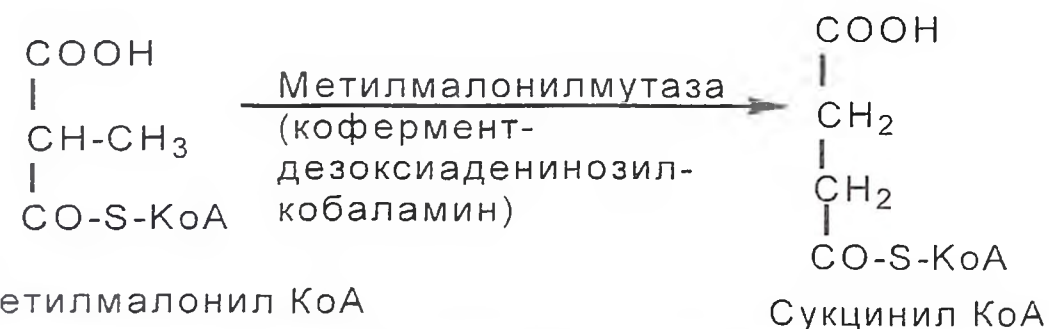 COOH
CH-CH3
CO-S-KoA
етилмалонил КоА
Метилмалонилмутаза
(кофермент-
дезоксиаденинозил-
кобаламин)
COOH
CH2
CH2
CO-S-KoA
Сукцинил КоА